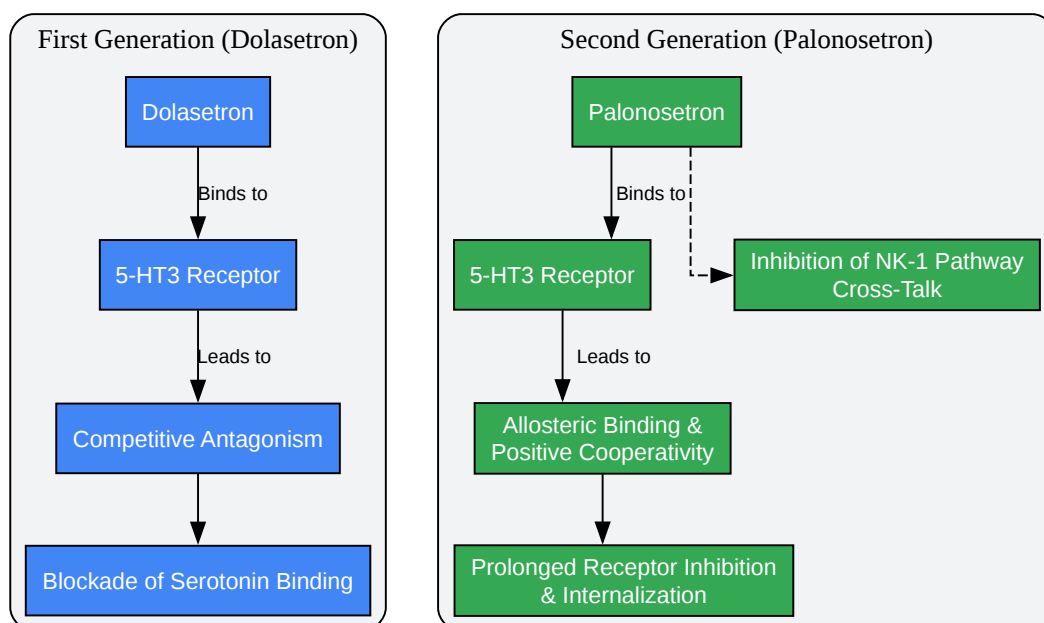 First Generation (Dolasetron)
Dolasetron
Binds to
5-HT3 Receptor
Leads to
Competitive Antagonism
Blockade of Serotonin Binding
Second Generation (Palonosetron)
Palonosetron
Binds to
5-HT3 Receptor
Inhibition of NK-1 Pathway
Cross-Talk
Leads to
Allosteric Binding &
Positive Cooperativity
Prolonged Receptor Inhibition
& Internalization